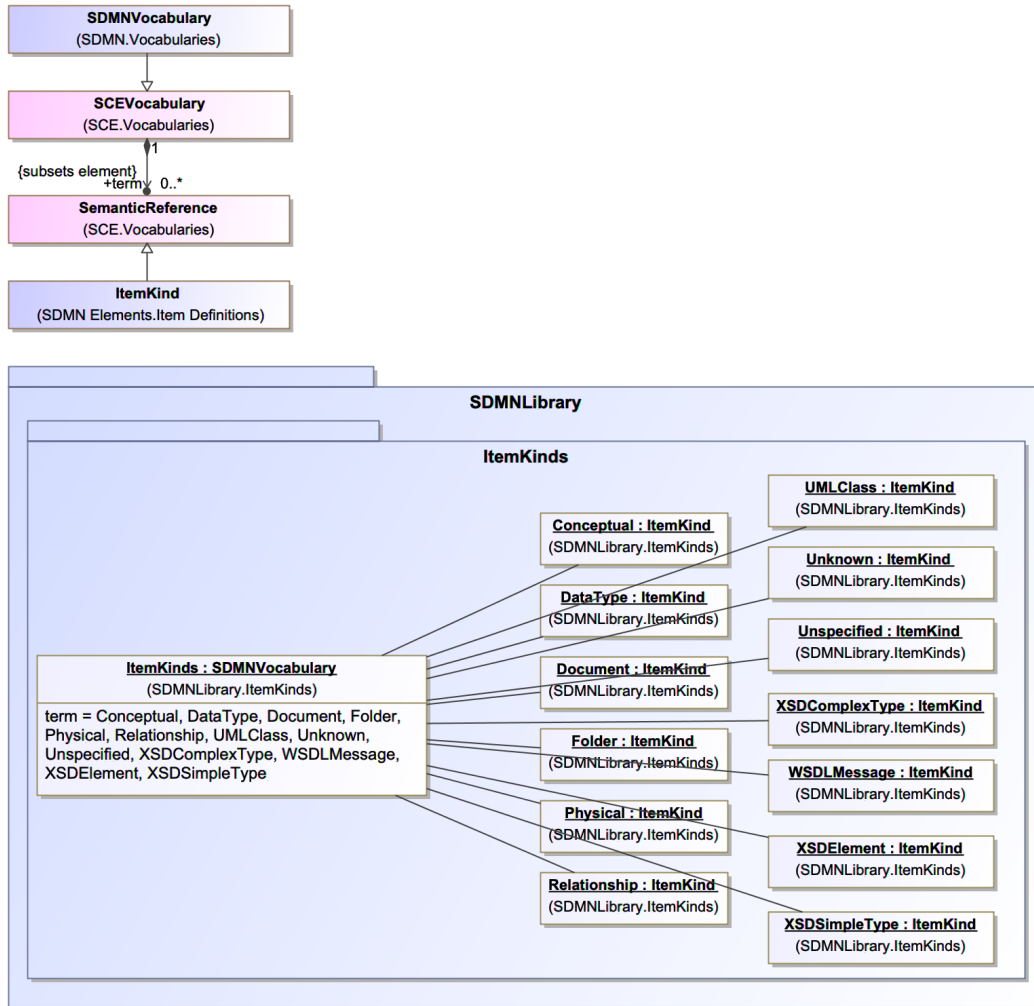 SDMNVocabulary
(SDMN.Vocabularies)
SCEVocabulary
(SCE.Vocabularies)
1
{subsets element}
+term 0..*
SemanticReference
(SCE.Vocabularies)
ItemKind
(SDMN Elements.Item Definitions)
SDMNLibrary
ItemKinds
ItemKinds : SDMNVocabulary
(SDMNLibrary.ItemKinds)
term = Conceptual, DataType, Document, Folder,
Physical, Relationship, UMLClass, Unknown,
Unspecified, XSDComplexType, WSDLMessage,
XSDElement, XSDSimpleType
Conceptual : ItemKind
(SDMNLibrary.ItemKinds)
DataType : ItemKind
(SDMNLibrary.ItemKinds)
Document : ItemKind
(SDMNLibrary.ItemKinds)
Folder : ItemKind
(SDMNLibrary.ItemKinds)
Physical : ItemKind
(SDMNLibrary.ItemKinds)
Relationship : ItemKind
(SDMNLibrary.ItemKinds)
UMLClass : ItemKind
(SDMNLibrary.ItemKinds)
Unknown : ItemKind
(SDMNLibrary.ItemKinds)
Unspecified : ItemKind
(SDMNLibrary.ItemKinds)
XSDComplexType : ItemKind
(SDMNLibrary.ItemKinds)
WSDLMessage : ItemKind
(SDMNLibrary.ItemKinds)
XSDElement : ItemKind
(SDMNLibrary.ItemKinds)
XSDSimpleType : ItemKind
(SDMNLibrary.ItemKinds)